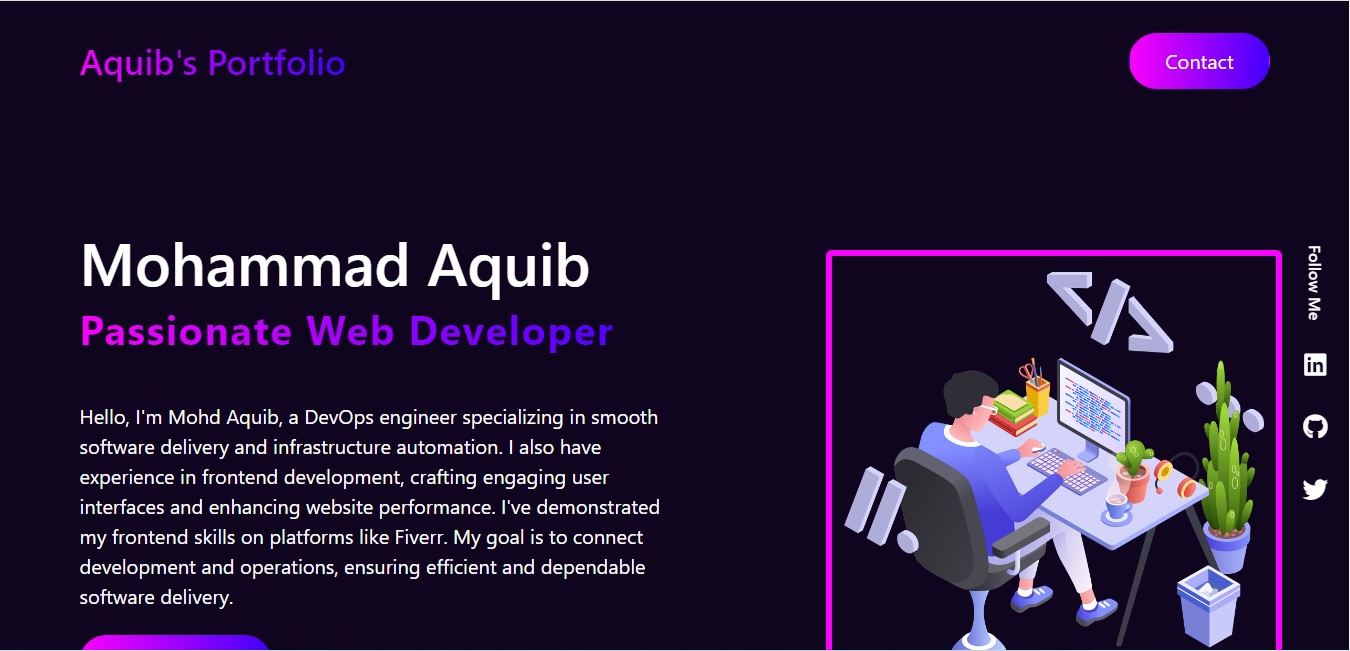 Aquib's Portfolio
Contact
Mohammad Aquib
Passionate Web Developer
Hello, I'm Mohd Aquib, a DevOps engineer specializing in smooth
software delivery and infrastructure automation. I also have
experience in frontend development, crafting engaging user
interfaces and enhancing website performance. I've demonstrated
my frontend skills on platforms like Fiverr. My goal is to connect
development and operations, ensuring efficient and dependable
software delivery.
Follow Me